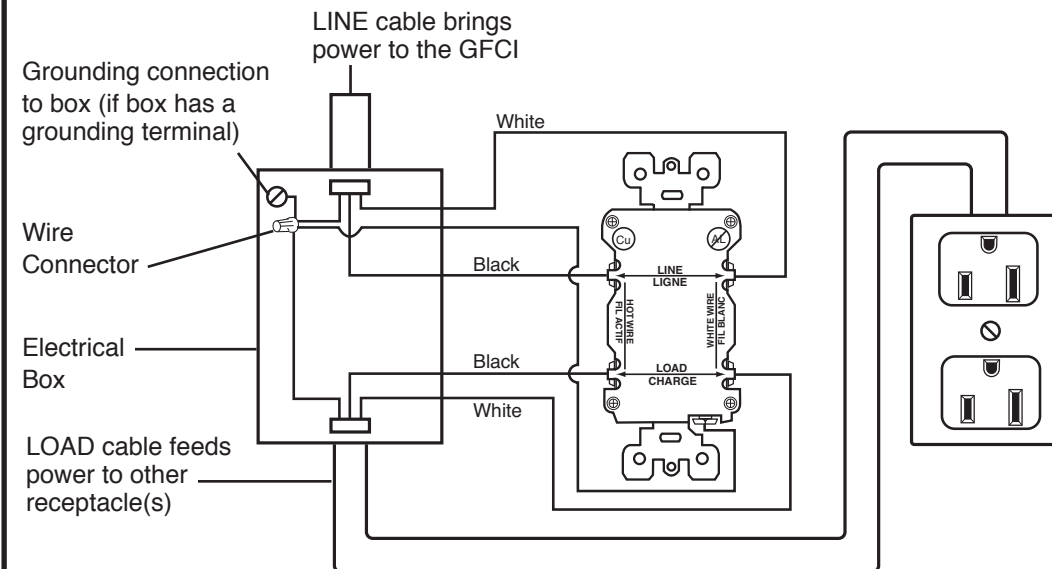 LINE cable brings
power to the GFCI
Grounding connection
to box (if box has a
grounding terminal)
White
Wire
Connector
Cu
AL
Black
LINE
LIGNE
HOT WIRE
FIL ACTIF
WHITE WIRE
FIL BLANC
Electrical
Box
Black
LOAD
CHARGE
White
LOAD cable feeds
power to other
receptacle(s)